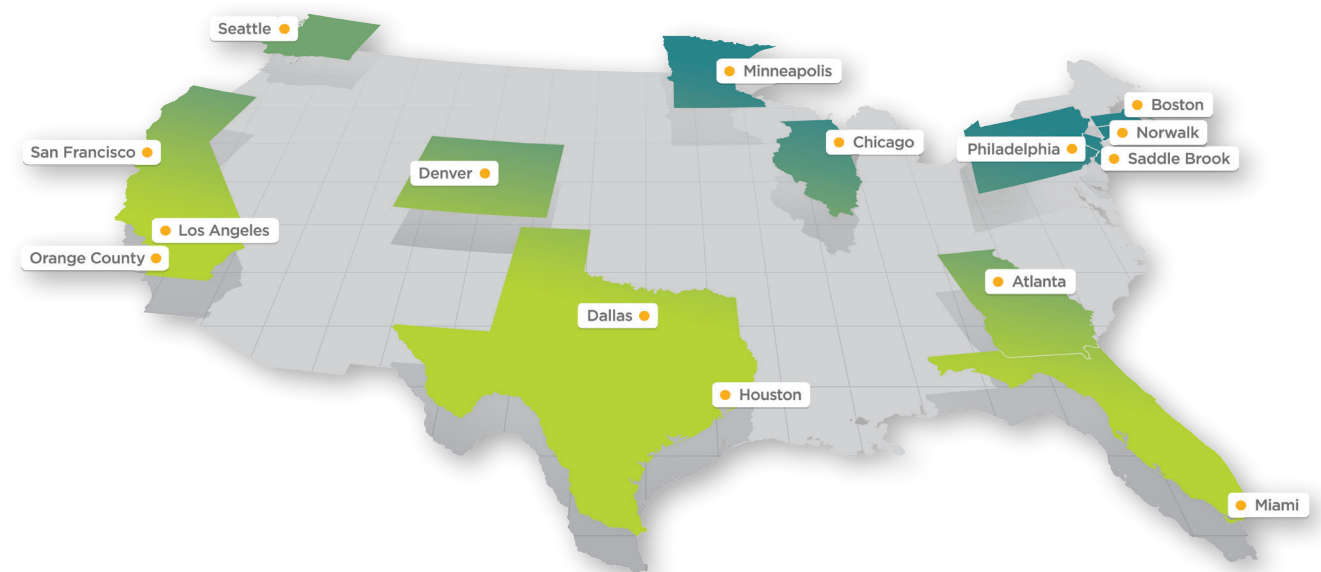 Seattle
Minneapolis
Boston
Norwalk
Chicago
Philadelphia
Saddle Brook
San Francisco
Denver
Los Angeles
Orange County
Atlanta
Dallas
Houston
Miami